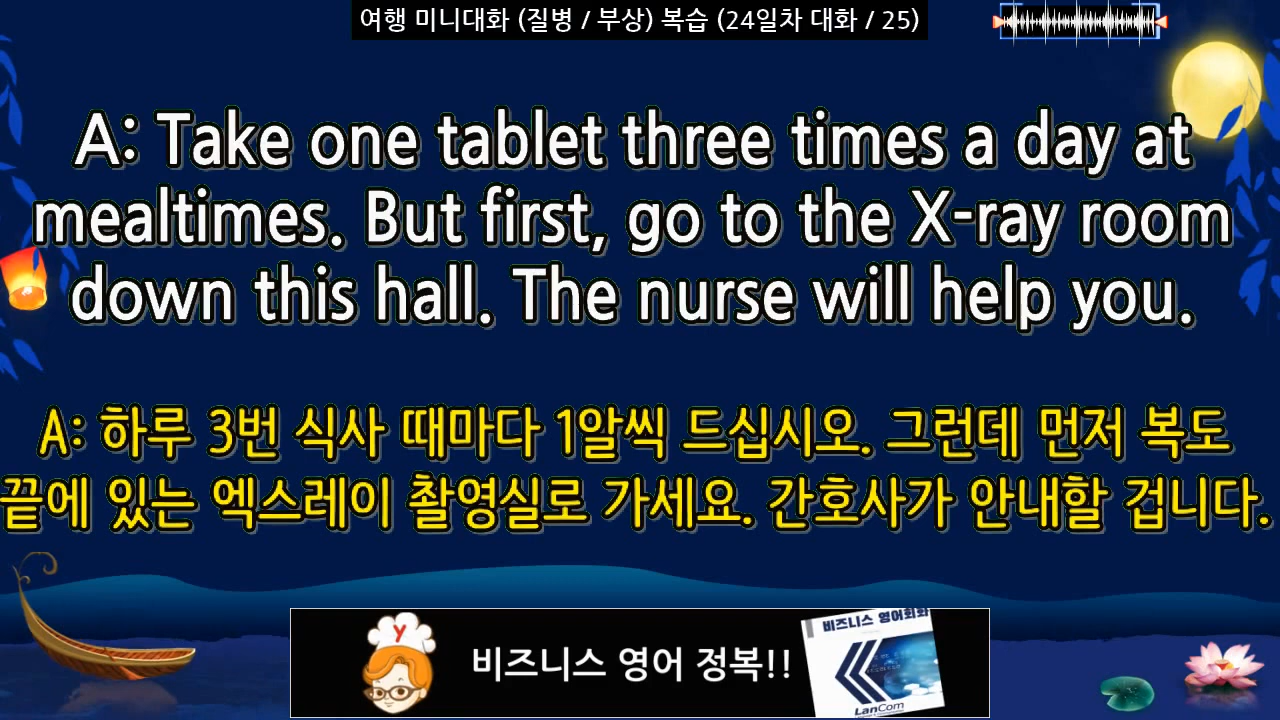 여행 미니대화 (질병 / 부상) 복습 (24일차 대화 / 25)
A: Take one tablet three times a day at
mealtimes. But first, go to the X-ray room
down this hall. The nurse will help you.
A: 하루 3번 식사 때마다 1알씩 드십시오. 그런데 먼저 복도
끝에 있는 엑스레이 촬영실로 가세요. 간호사가 안내할 겁니다.
y
비즈니스 영어 정복!!
비즈니스 영어회화
LanCom